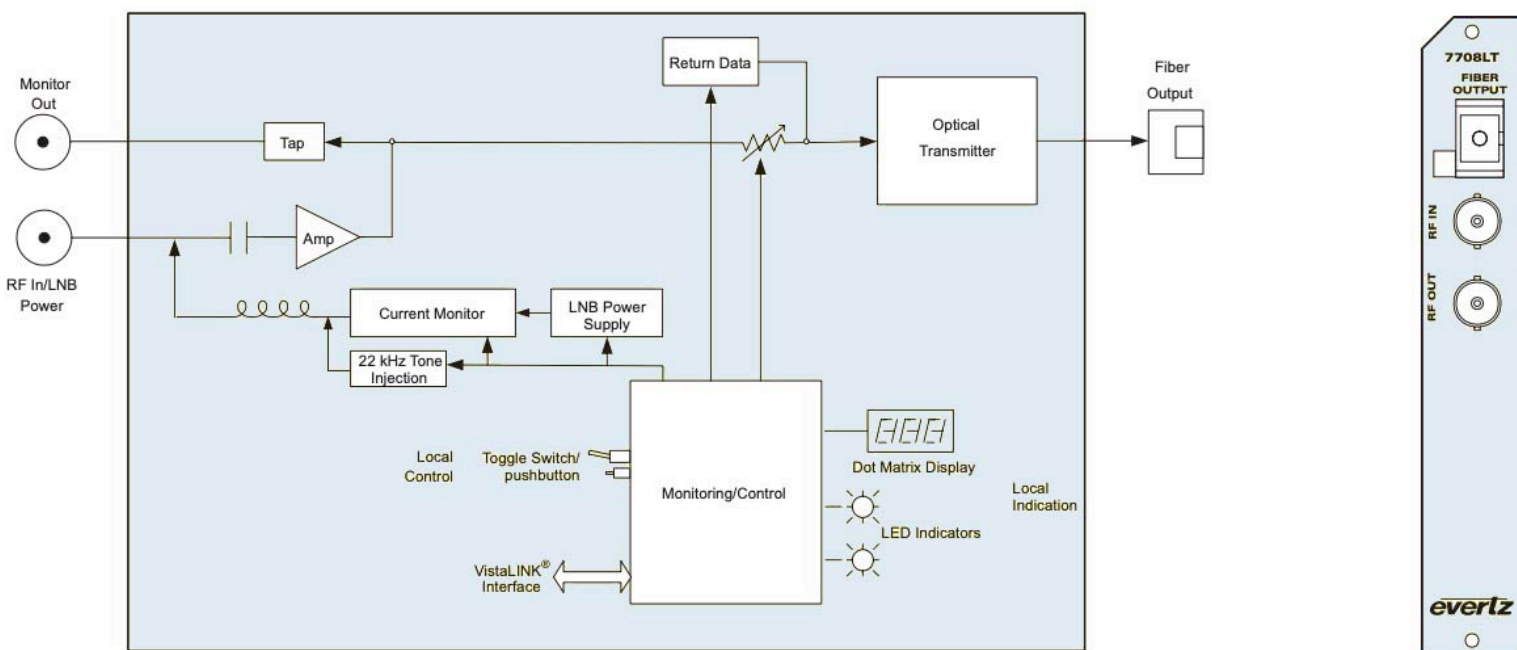 Monitor
Out
RF In/LNB
Power
Tap
Amp
Return Data
Optical
Transmitter
Fiber
Output
Current Monitor
LNB Power
Supply
22 kHz Tone
Injection
Local
Control
Toggle Switch/
pushbutton
Monitoring/Control
VistaLINK®
Interface
Dot Matrix Display
LED Indicators
Local
Indication
7708LT
FIBER
OUTPUT
RF IN
RF OUT
evertz